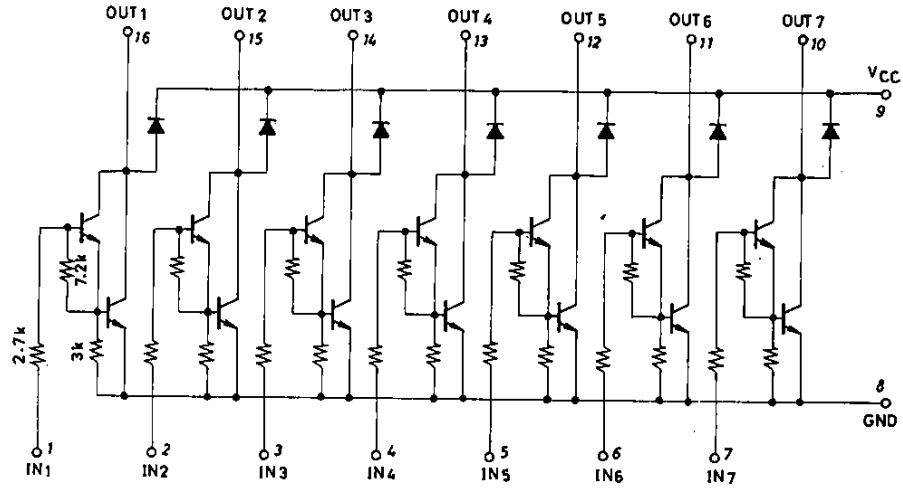 OUT 1 OUT 2 OUT 3 OUT 4 OUT 5 OUT 6 OUT 7
16 15 14 13 12 11 10
VCC
9
7.2k
2.7k
3k
8
GND
1 2 3 4 5 6 7
IN1 IN2 IN3 IN4 IN5 IN6 IN7